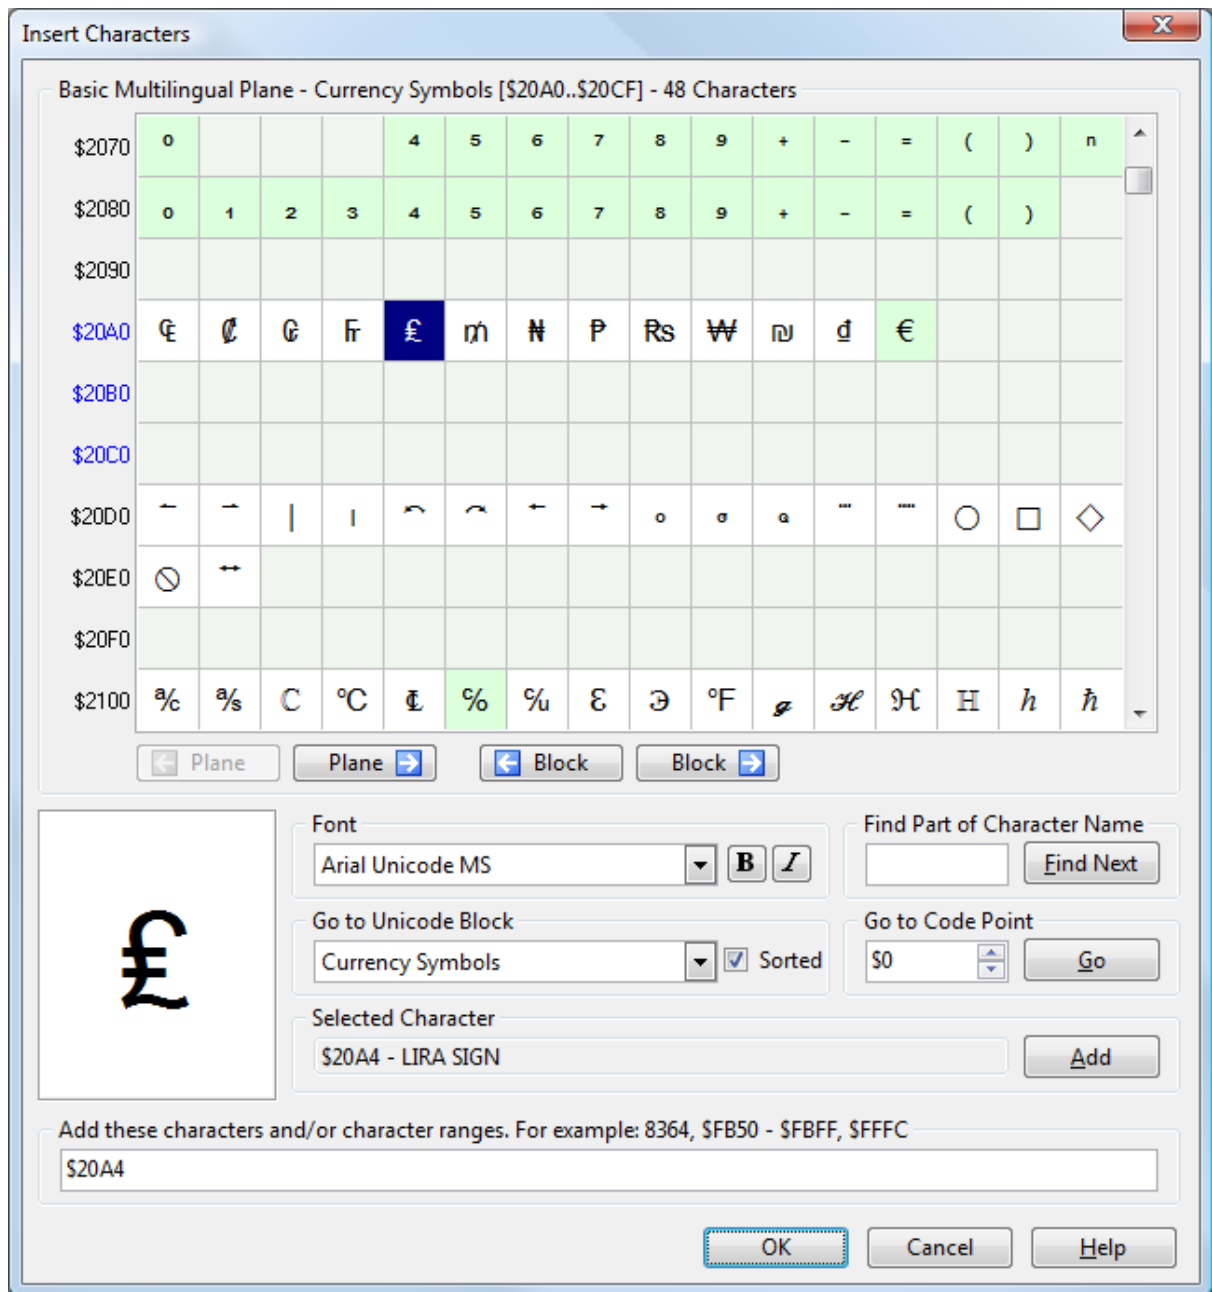 Insert Characters
Basic Multilingual Plane - Currency Symbols [$20A0..$20CF] - 48 Characters
$2070 ⁰ ⁴ ⁵ ⁶ ⁷ ⁸ ⁹ ⁺ ⁻ ⁼ ⁽ ⁾ ⁿ
$2080 ₀ ₁ ₂ ₃ ₄ ₅ ₆ ₇ ₈ ₉ ₊ ₋ ₌ ₍ ₎
$2090
$20A0 ₠ ₡ ₢ ₣ ₤ ₥ ₦ ₧ ₨ ₩ ₪ ₫ €
$20B0
$20C0
$20D0
$20E0
$20F0
$2100 ℀ ℁ ℂ ℃ ℄ ℅ ℆ ℇ ℈ ℉ ℊ ℋ ℌ ℍ ℎ ℏ
Plane Plane Block Block
Font
Arial Unicode MS B I
Find Part of Character Name
Find Next
Go to Unicode Block
Currency Symbols Sorted
Go to Code Point
$0 Go
Selected Character
$20A4 - LIRA SIGN Add
₤
Add these characters and/or character ranges. For example: 8364, $FB50 - $FBFF, $FFFC
$20A4
OK Cancel Help